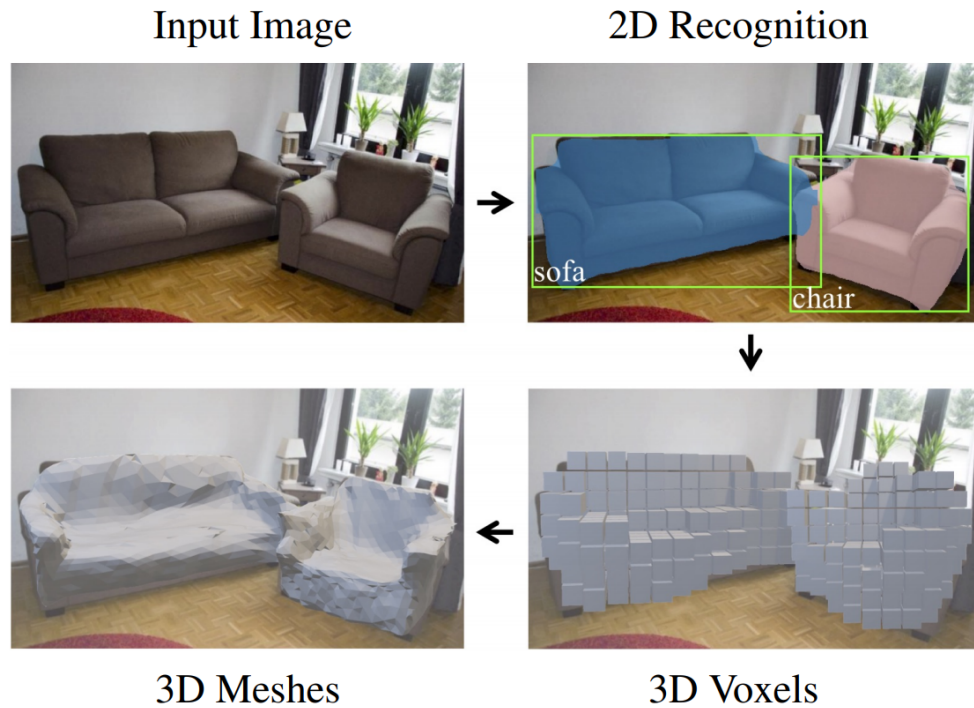 Input Image
2D Recognition
sofa
chair
3D Meshes
3D Voxels